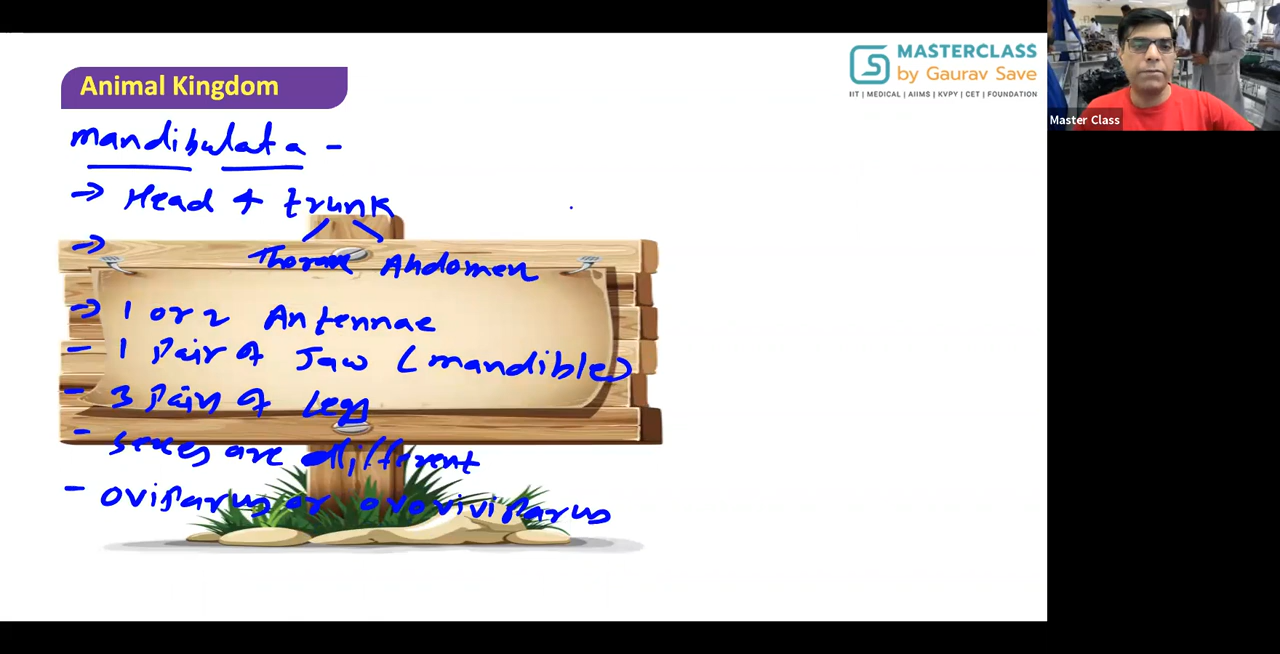 Animal Kingdom
MASTERCLASS
by Gaurav Save
IIT | MEDICAL | AIIMS | KVPY | CET | FOUNDATION
Master Class
mandibulata -
→ Head + trunk
→ Thorax Abdomen
→ 1 or 2 Antennae
- 1 Pair of Jaw (mandible)
- 3 Pairs of Legs
- Sexes are different
- oviparus or ovoviviparus